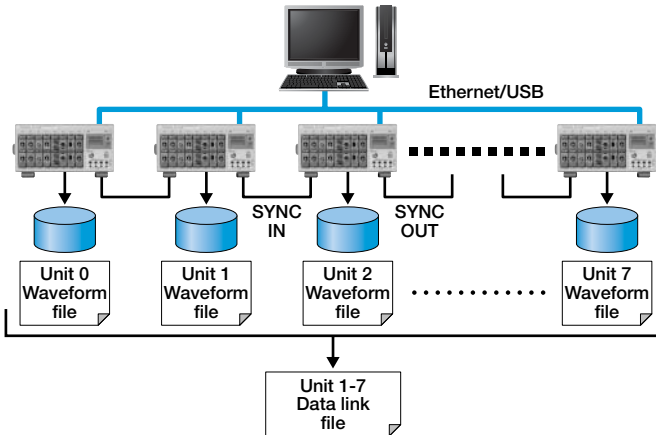 Ethernet/USB
SYNC
IN
SYNC
OUT
Unit 0
Waveform
file
Unit 1
Waveform
file
Unit 2
Waveform
file
Unit 7
Waveform
file
Unit 1-7
Data link
file